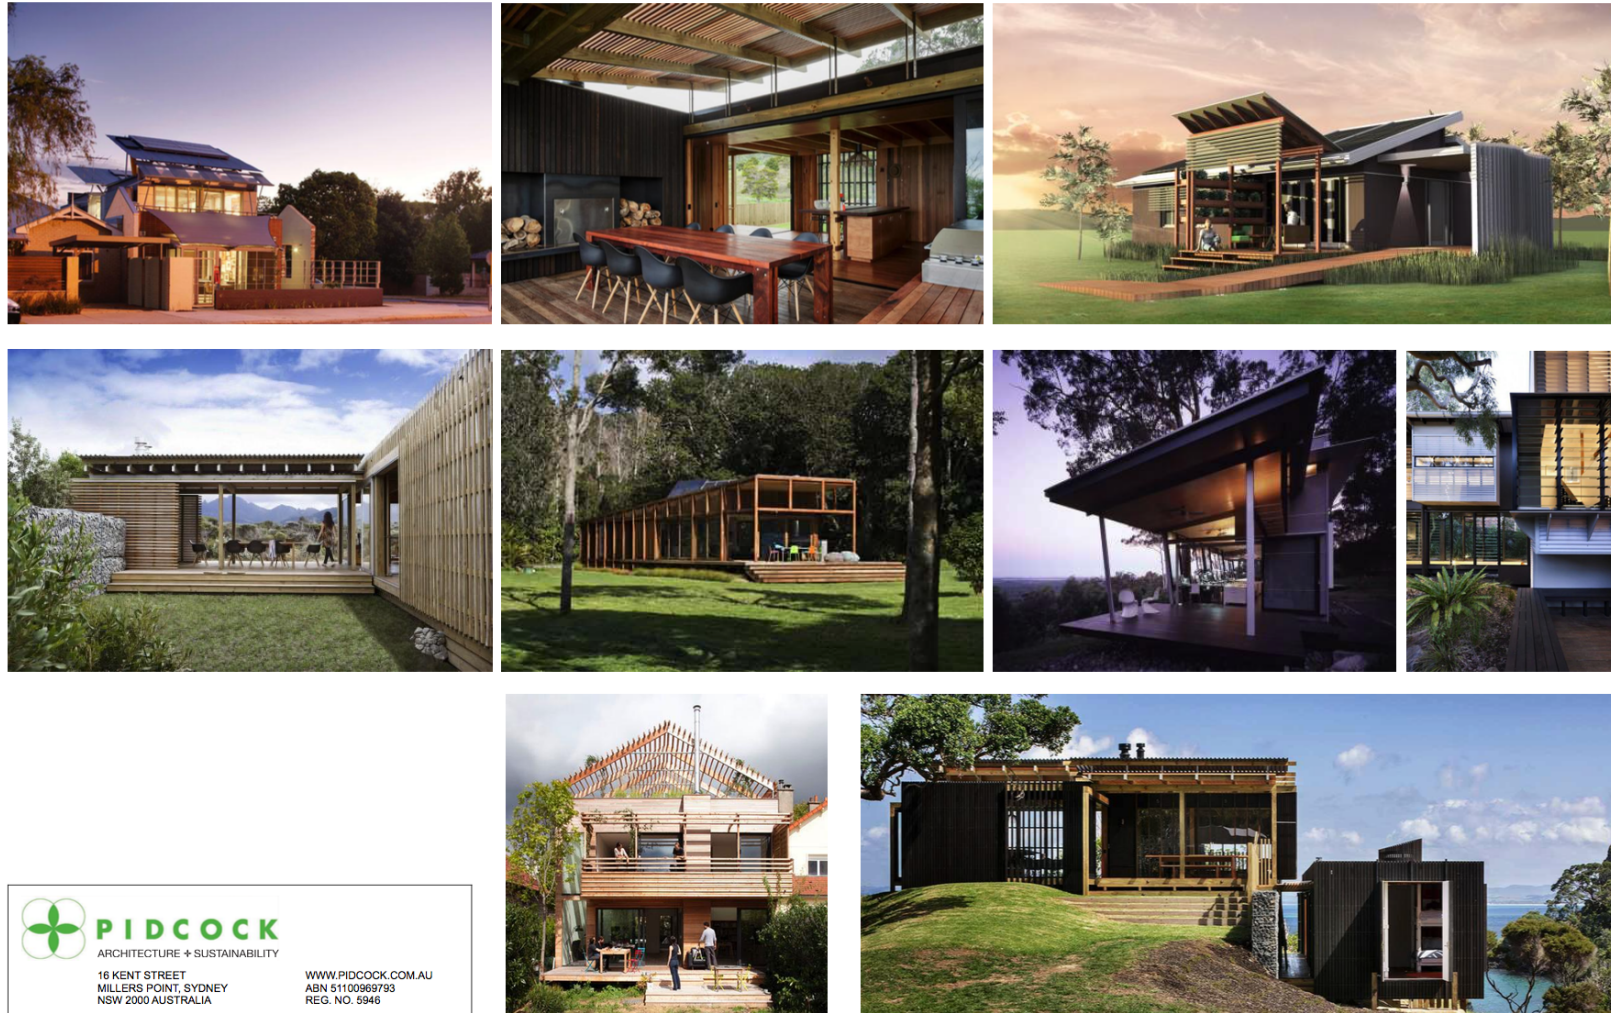 PIDCOCK
ARCHITECTURE + SUSTAINABILITY
16 KENT STREET
MILLERS POINT, SYDNEY
NSW 2000 AUSTRALIA
WWW.PIDCOCK.COM.AU
ABN 51100969793
REG. NO. 5946